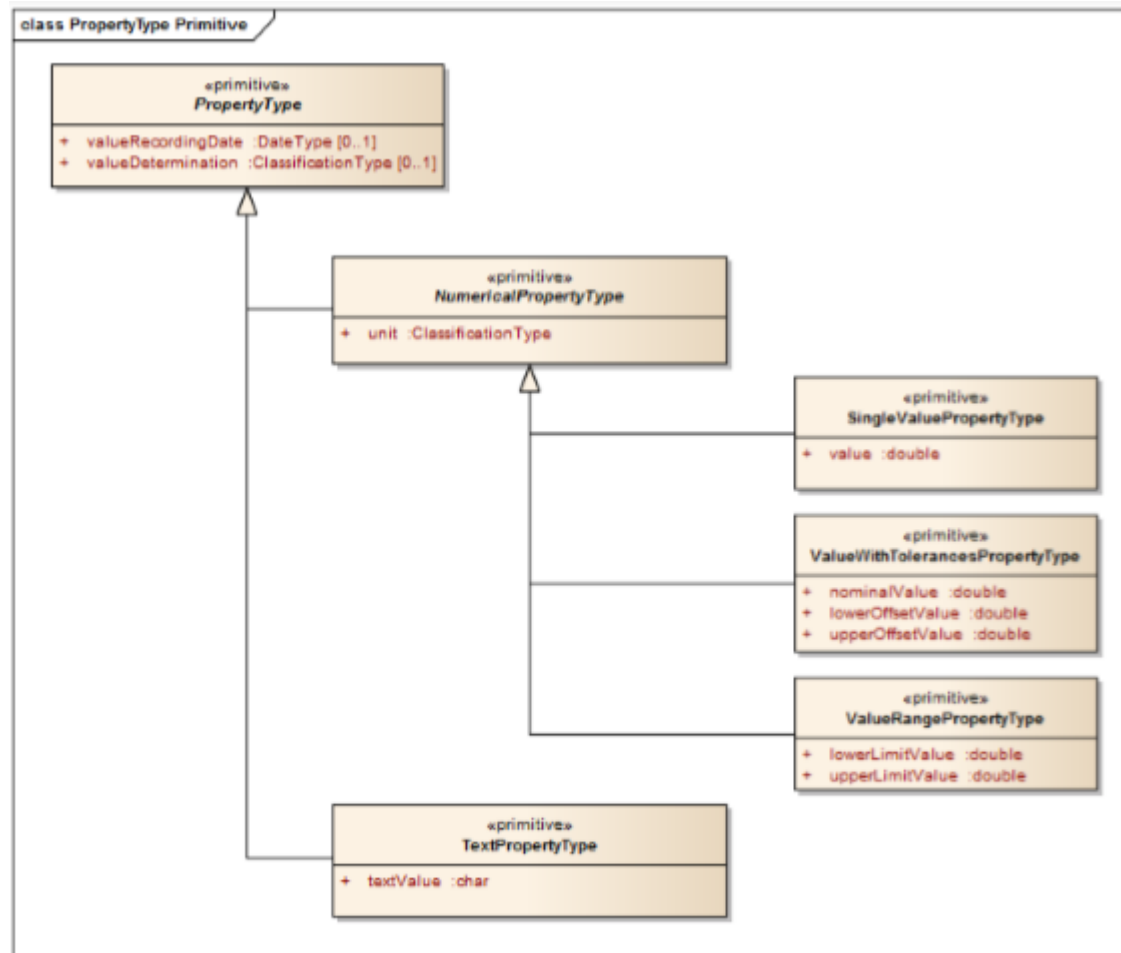 class PropertyType Primitive
«primitive»
PropertyType
+ valueRecordingDate :DateType [0..1]
+ valueDetermination :ClassificationType [0..1]
«primitive»
NumericalPropertyType
+ unit :ClassificationType
«primitive»
SingleValuePropertyType
+ value :double
«primitive»
ValueWithTolerancesPropertyType
+ nominalValue :double
+ lowerOffsetValue :double
+ upperOffsetValue :double
«primitive»
ValueRangePropertyType
+ lowerLimitValue :double
+ upperLimitValue :double
«primitive»
TextPropertyType
+ textValue :char